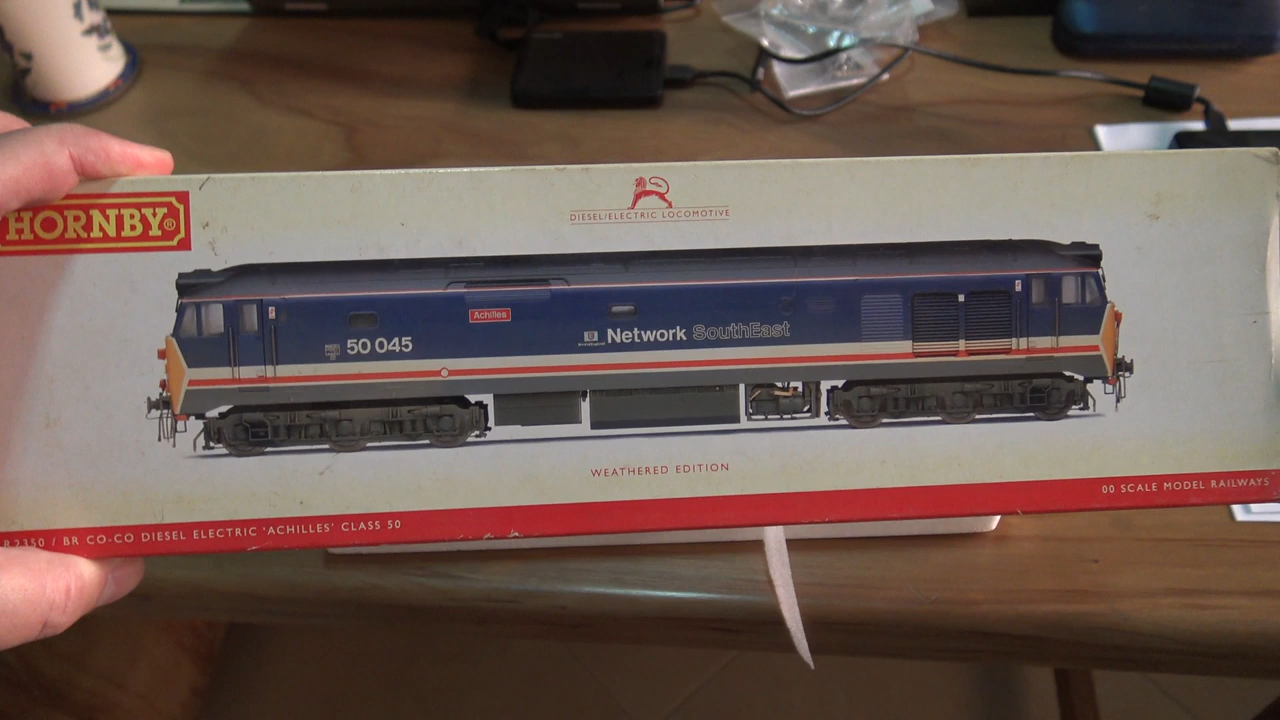 HORNBY®
DIESEL/ELECTRIC LOCOMOTIVE
Achilles
50 045
Network SouthEast
WEATHERED EDITION
R2350 / BR CO-CO DIESEL ELECTRIC 'ACHILLES' CLASS 50
00 SCALE MODEL RAILWAYS